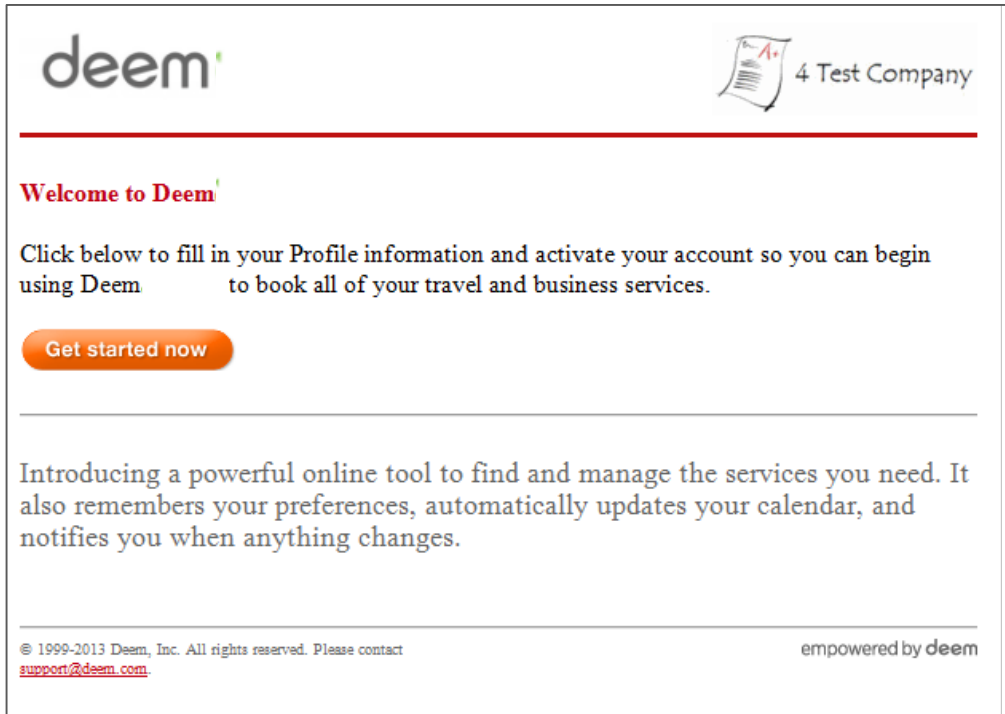 deem
A+
4 Test Company
Welcome to Deem
Click below to fill in your Profile information and activate your account so you can begin
using Deem to book all of your travel and business services.
Get started now
Introducing a powerful online tool to find and manage the services you need. It
also remembers your preferences, automatically updates your calendar, and
notifies you when anything changes.
© 1999-2013 Deem, Inc. All rights reserved. Please contact
support@deem.com.
empowered by deem